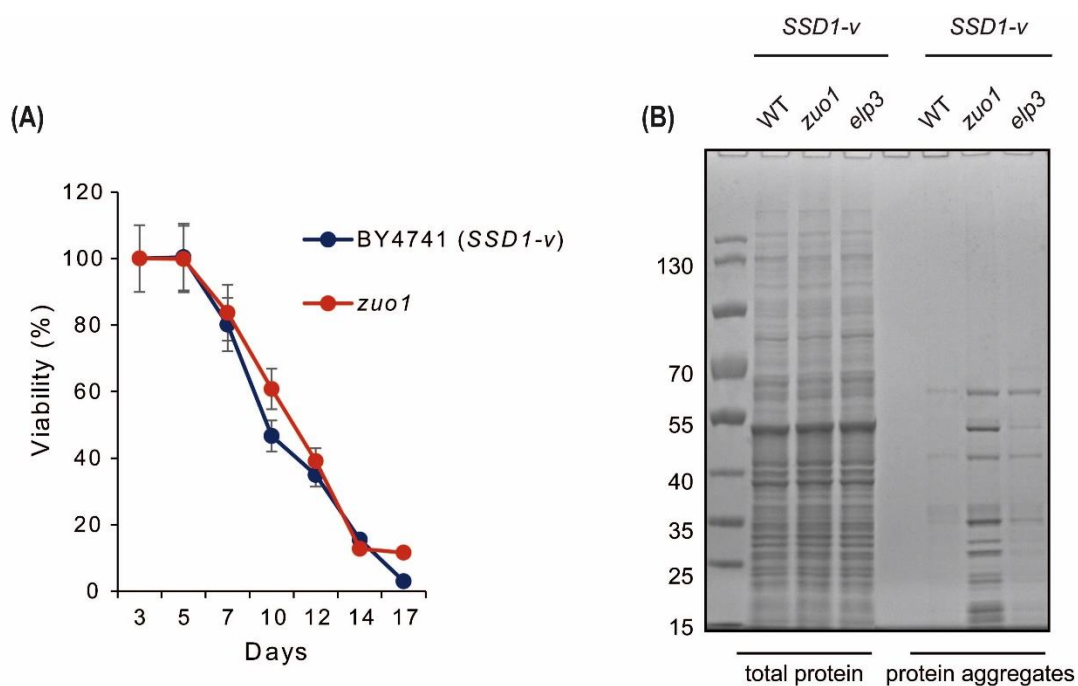 (A)
120
100
80
60
40
20
0
Viability (%)
3 5 7 10 12 14 17
Days
BY4741 (SSD1-v)
zuo1
(B)
SSD1-v SSD1-v
WT zuo1 elp3 WT zuo1 elp3
130
70
55
40
35
25
15
total protein protein aggregates